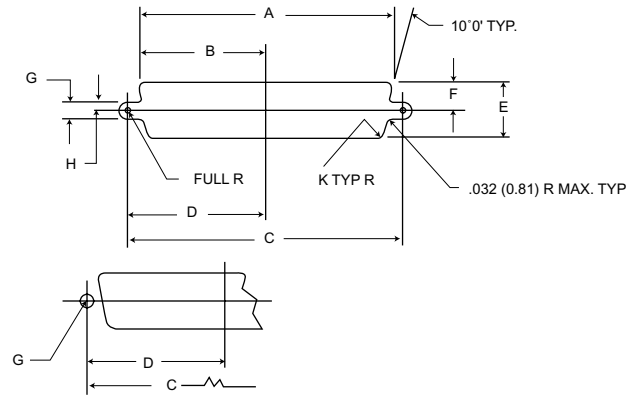 A
10°0' TYP.
B
G
F
E
H
FULL R
K TYP R
.032 (0.81) R MAX. TYP
D
C
G
D
C